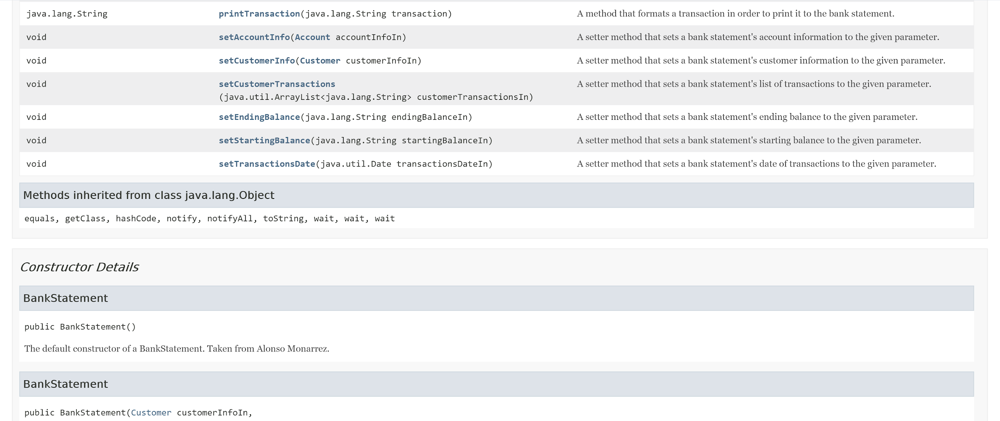 java.lang.String printTransaction(java.lang.String transaction) A method that formats a transaction in order to print it to the bank statement.
void setAccountInfo(Account accountInfoIn) A setter method that sets a bank statement's account information to the given parameter.
void setCustomerInfo(Customer customerInfoIn) A setter method that sets a bank statement's customer information to the given parameter.
void setCustomerTransactions A setter method that sets a bank statement's list of transactions to the given parameter.
(java.util.ArrayList<java.lang.String> customerTransactionsIn)
void setEndingBalance(java.lang.String endingBalanceIn) A setter method that sets a bank statement's ending balance to the given parameter.
void setStartingBalance(java.lang.String startingBalanceIn) A setter method that sets a bank statement's starting balance to the given parameter.
void setTransactionsDate(java.util.Date transactionsDateIn) A setter method that sets a bank statement's date of transactions to the given parameter.
Methods inherited from class java.lang.Object
equals, getClass, hashCode, notify, notifyAll, toString, wait, wait, wait
Constructor Details
BankStatement
public BankStatement()
The default constructor of a BankStatement. Taken from Alonso Monarrez.
BankStatement
public BankStatement(Customer customerInfoIn,